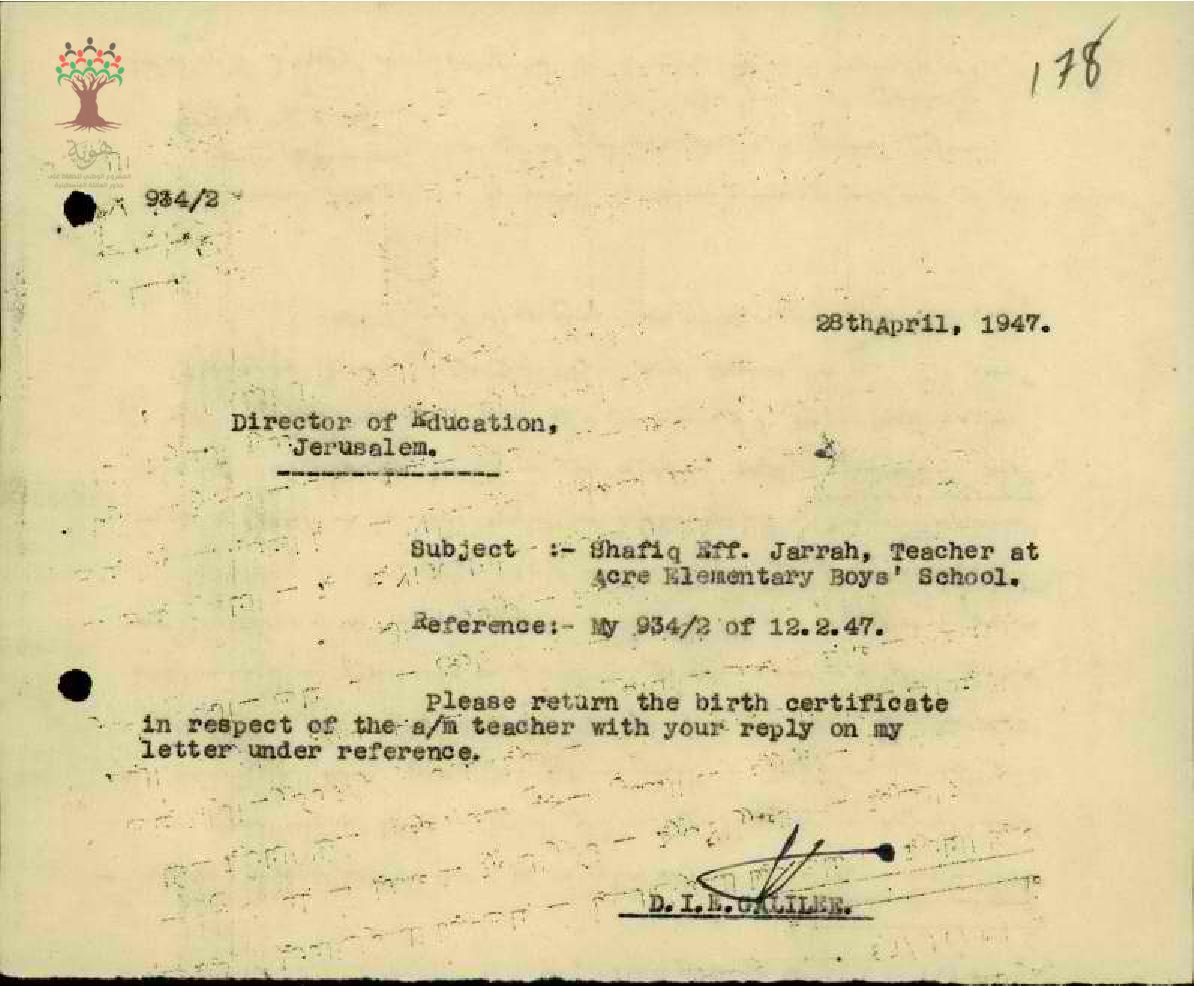 178
هوية
934/2
28thApril, 1947.
Director of Education,
Jerusalem.
Subject :- Shafiq Eff. Jarrah, Teacher at
Acre Elementary Boys' School.
Reference:- My 934/2 of 12.2.47.
Please return the birth certificate
in respect of the a/m teacher with your reply on my
letter under reference.
D.I.E.GALILEE.